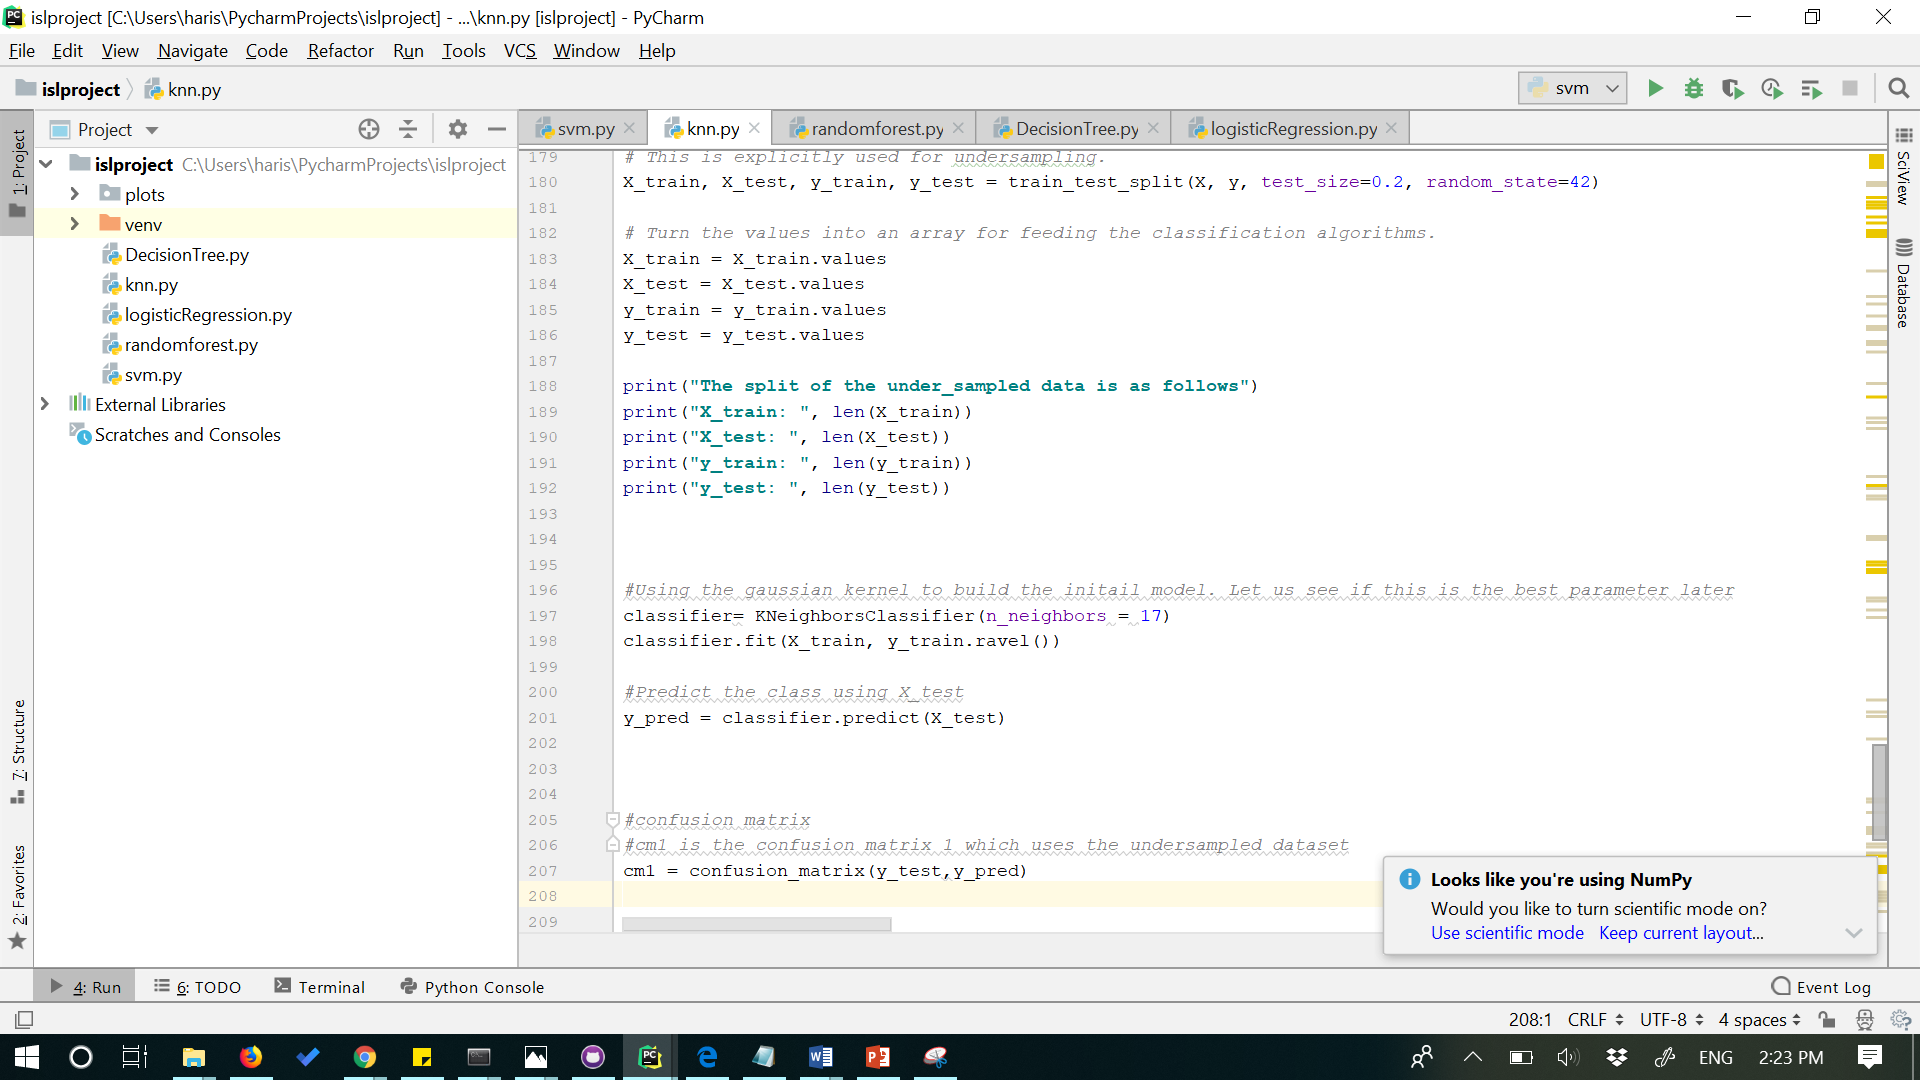 islproject [C:\Users\haris\PycharmProjects\islproject] - ...\knn.py [islproject] - PyCharm
File Edit View Navigate Code Refactor Run Tools VCS Window Help
islproject knn.py svm
1: Project
Project
svm.py knn.py randomforest.py DecisionTree.py logisticRegression.py
islproject C:\Users\haris\PycharmProjects\islproject
plots
venv
DecisionTree.py
knn.py
logisticRegression.py
randomforest.py
svm.py
External Libraries
Scratches and Consoles
7: Structure
2: Favorites
179 # This is explicitly used for undersampling.
180 X_train, X_test, y_train, y_test = train_test_split(X, y, test_size=0.2, random_state=42)
181
182 # Turn the values into an array for feeding the classification algorithms.
183 X_train = X_train.values
184 X_test = X_test.values
185 y_train = y_train.values
186 y_test = y_test.values
187
188 print("The split of the under_sampled data is as follows")
189 print("X_train: ", len(X_train))
190 print("X_test: ", len(X_test))
191 print("y_train: ", len(y_train))
192 print("y_test: ", len(y_test))
193
194
195
196 #Using the gaussian kernel to build the initail model. Let us see if this is the best parameter later
197 classifier= KNeighborsClassifier(n_neighbors = 17)
198 classifier.fit(X_train, y_train.ravel())
199
200 #Predict the class using X_test
201 y_pred = classifier.predict(X_test)
202
203
204
205 #confusion matrix
206 #cm1 is the confusion matrix 1 which uses the undersampled dataset
207 cm1 = confusion_matrix(y_test,y_pred)
208
209
SciView
Database
Looks like you're using NumPy
Would you like to turn scientific mode on?
Use scientific mode Keep current layout...
4: Run 6: TODO Terminal Python Console Event Log
208:1 CRLF UTF-8 4 spaces
ENG 2:23 PM